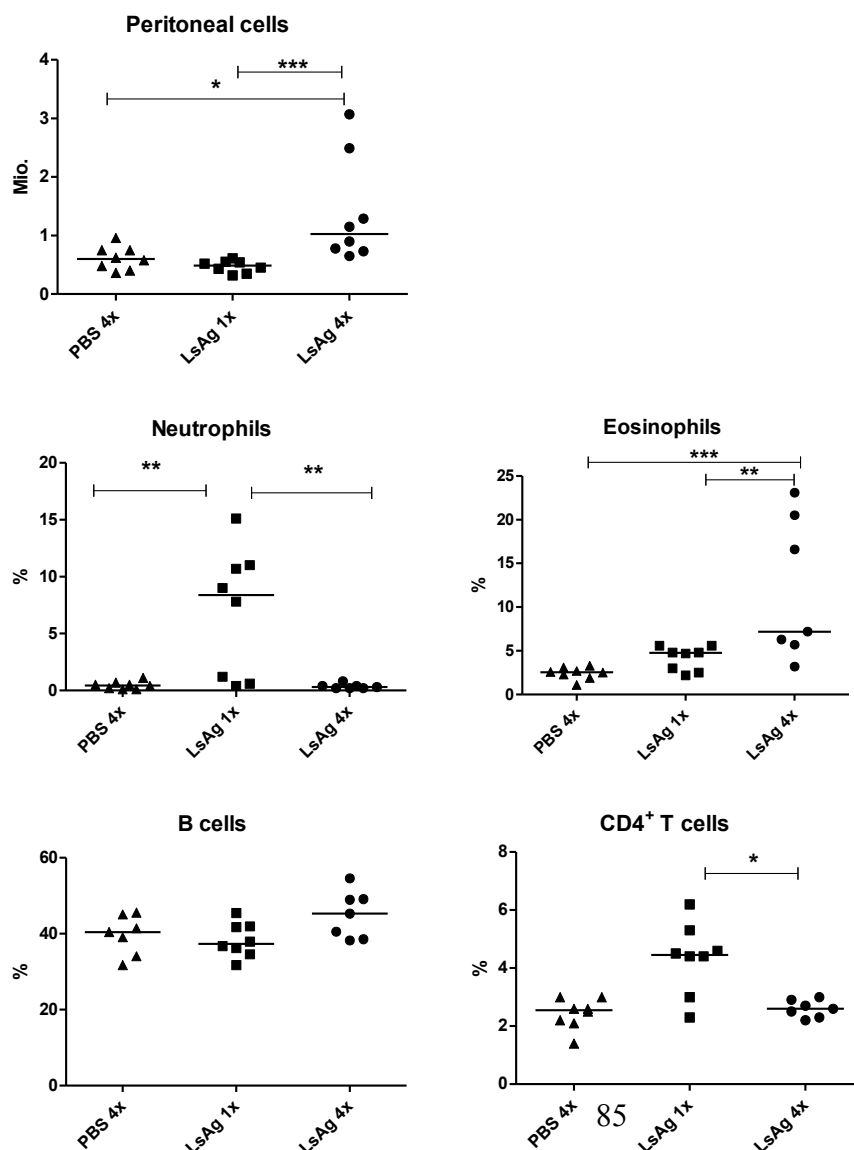 Peritoneal cells
4
3
2
1
0
Mio.
*
***
PBS 4x
LsAg 1x
LsAg 4x
Neutrophils
20
15
10
5
0
%
**
**
PBS 4x
LsAg 1x
LsAg 4x
Eosinophils
25
20
15
10
5
0
%
***
**
PBS 4x
LsAg 1x
LsAg 4x
B cells
60
40
20
0
%
PBS 4x
LsAg 1x
LsAg 4x
CD4⁺ T cells
8
6
4
2
0
%
*
PBS 4x
LsAg 1x
LsAg 4x
85